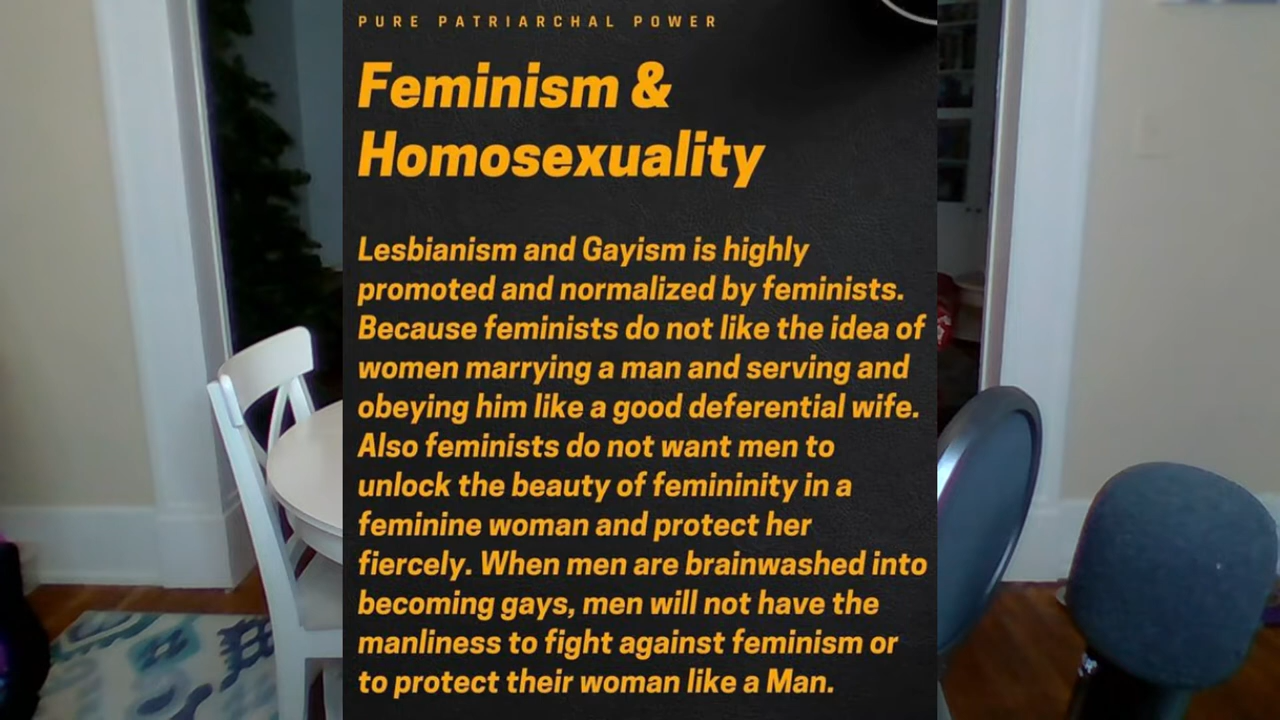 PURE PATRIARCHAL POWER
Feminism &
Homosexuality
Lesbianism and Gayism is highly
promoted and normalized by feminists.
Because feminists do not like the idea of
women marrying a man and serving and
obeying him like a good deferential wife.
Also feminists do not want men to
unlock the beauty of femininity in a
feminine woman and protect her
fiercely. When men are brainwashed into
becoming gays, men will not have the
manliness to fight against feminism or
to protect their woman like a Man.